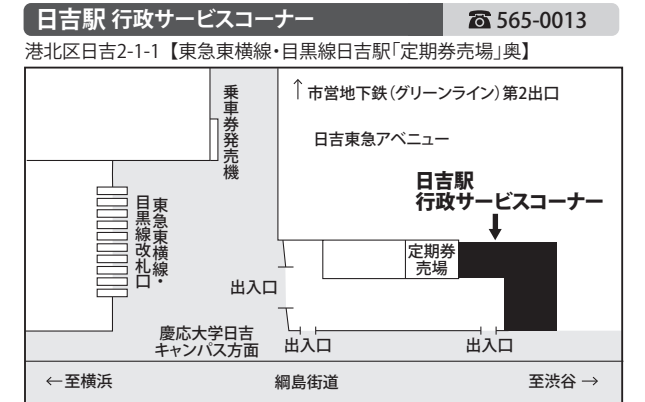 日吉駅 行政サービスコーナー
☎ 565-0013
港北区日吉2-1-1【東急東横線・目黒線日吉駅「定期券売場」奥】
乗車券発売機
↑ 市営地下鉄(グリーンライン)第2出口
日吉東急アベニュー
日吉駅
行政サービスコーナー
東急東横線・
目黒線改札口
定期券
売場
出入口
慶応大学日吉
キャンパス方面
出入口
出入口
←至横浜
綱島街道
至渋谷→